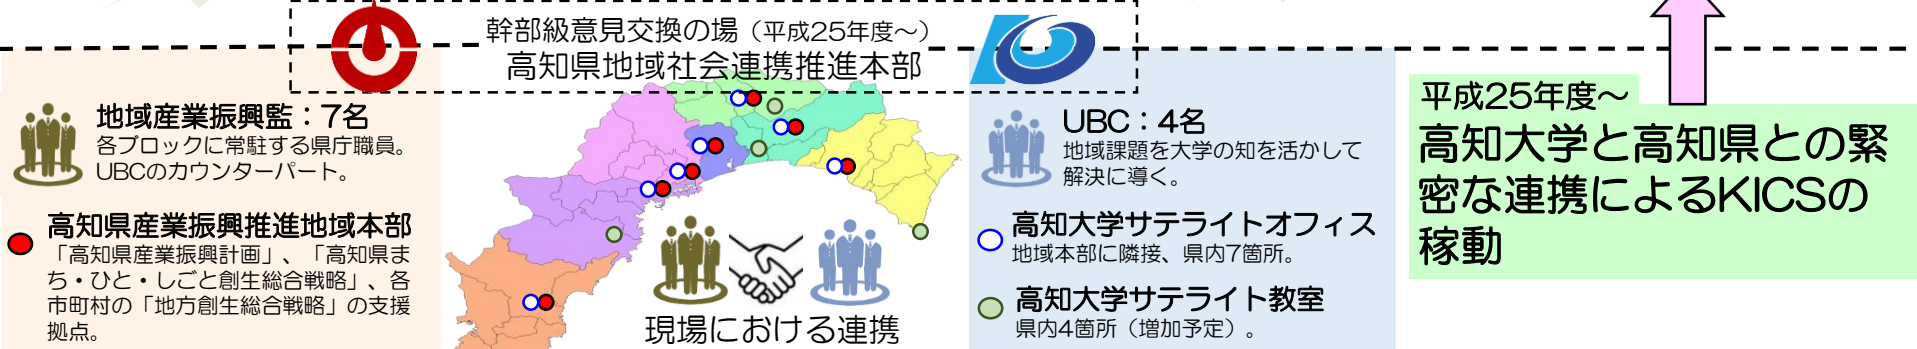 幹部級意見交換の場（平成25年度～）
高知県地域社会連携推進本部
地域産業振興監：7名
各ブロックに常駐する県庁職員。
UBCのカウンターパート。
高知県産業振興推進地域本部
「高知県産業振興計画」、「高知県ま
ち・ひと・しごと創生総合戦略」、各
市町村の「地方創生総合戦略」の支援
拠点。
現場における連携
UBC：4名
地域課題を大学の知を活かして
解決に導く。
高知大学サテライトオフィス
地域本部に隣接、県内7箇所。
高知大学サテライト教室
県内4箇所（増加予定）。
平成25年度～
高知大学と高知県との緊
密な連携によるKICSの
稼動